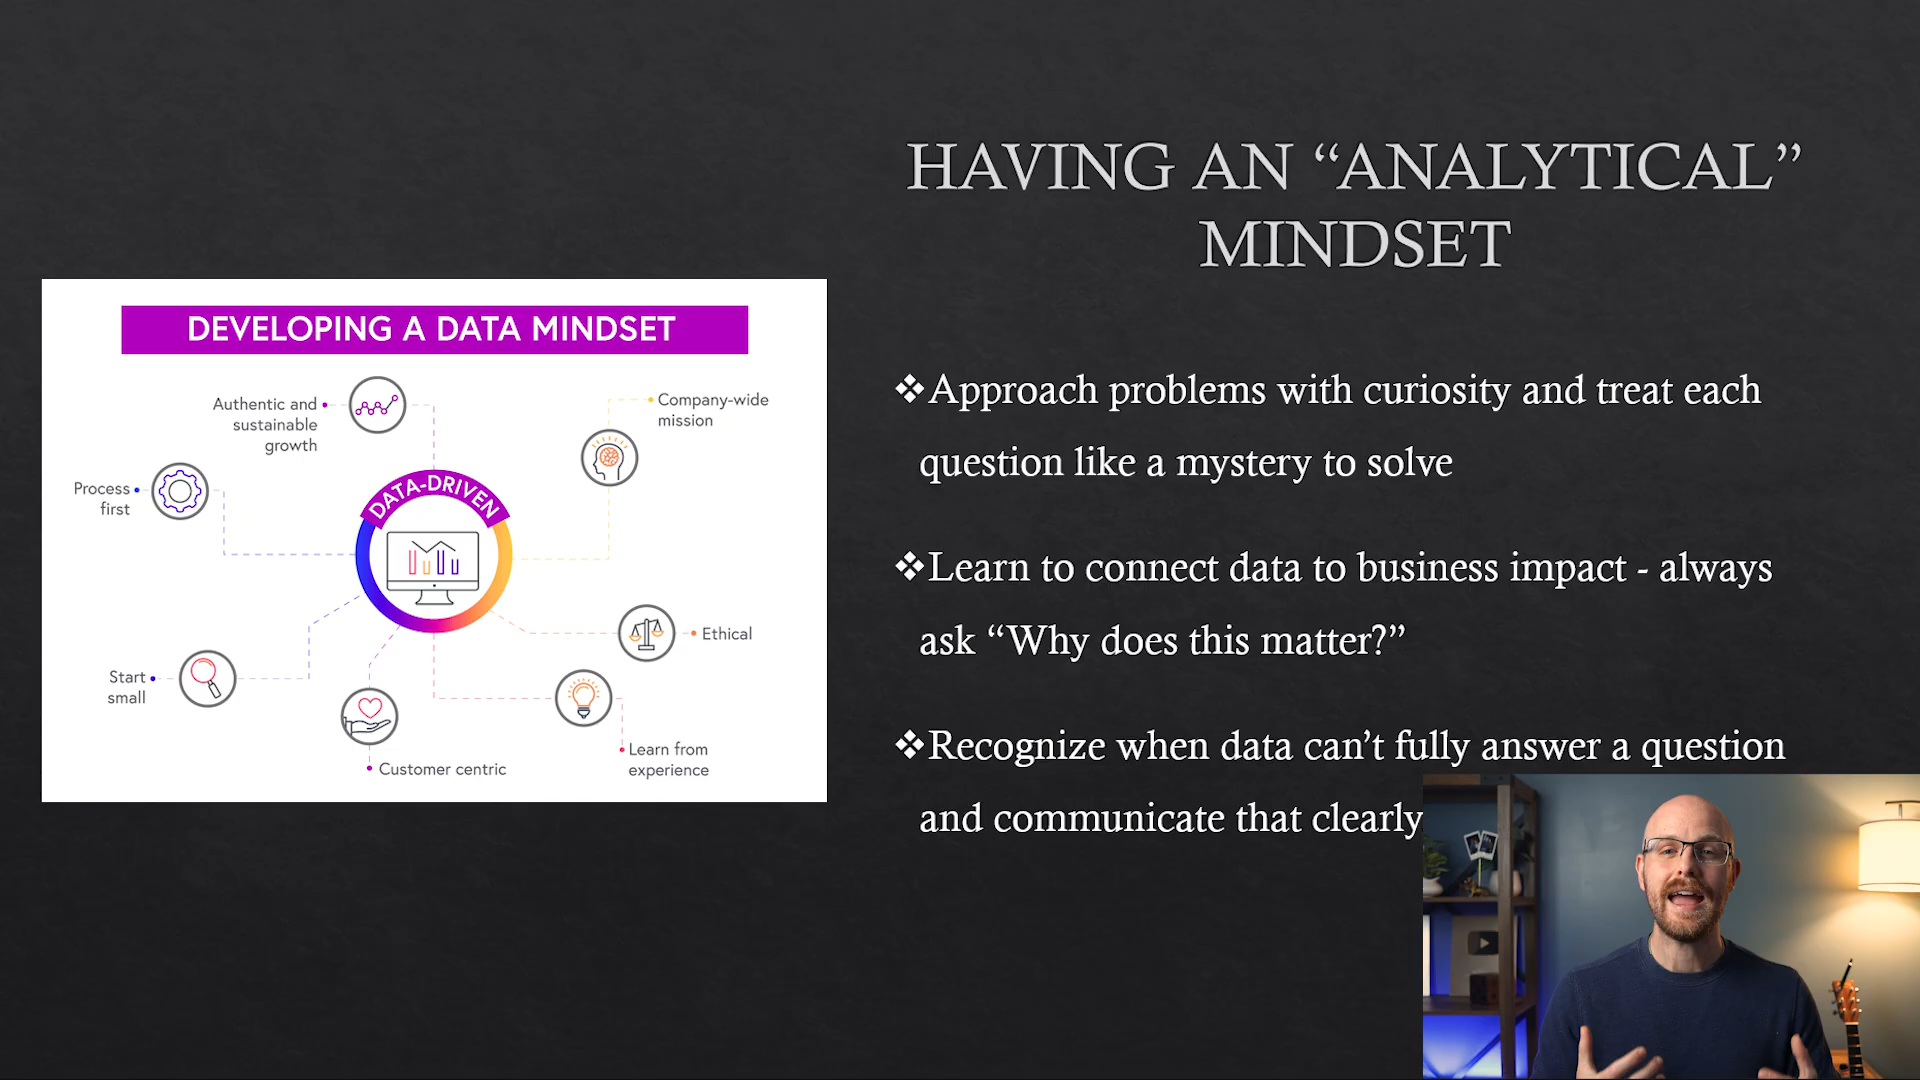 HAVING AN “ANALYTICAL”
MINDSET
DEVELOPING A DATA MINDSET
Authentic and
sustainable
growth
Company-wide
mission
Process
first
DATA-DRIVEN
Ethical
Start
small
Learn from
experience
Customer centric
❖Approach problems with curiosity and treat each
question like a mystery to solve
❖Learn to connect data to business impact - always
ask “Why does this matter?”
❖Recognize when data can’t fully answer a question
and communicate that clearly